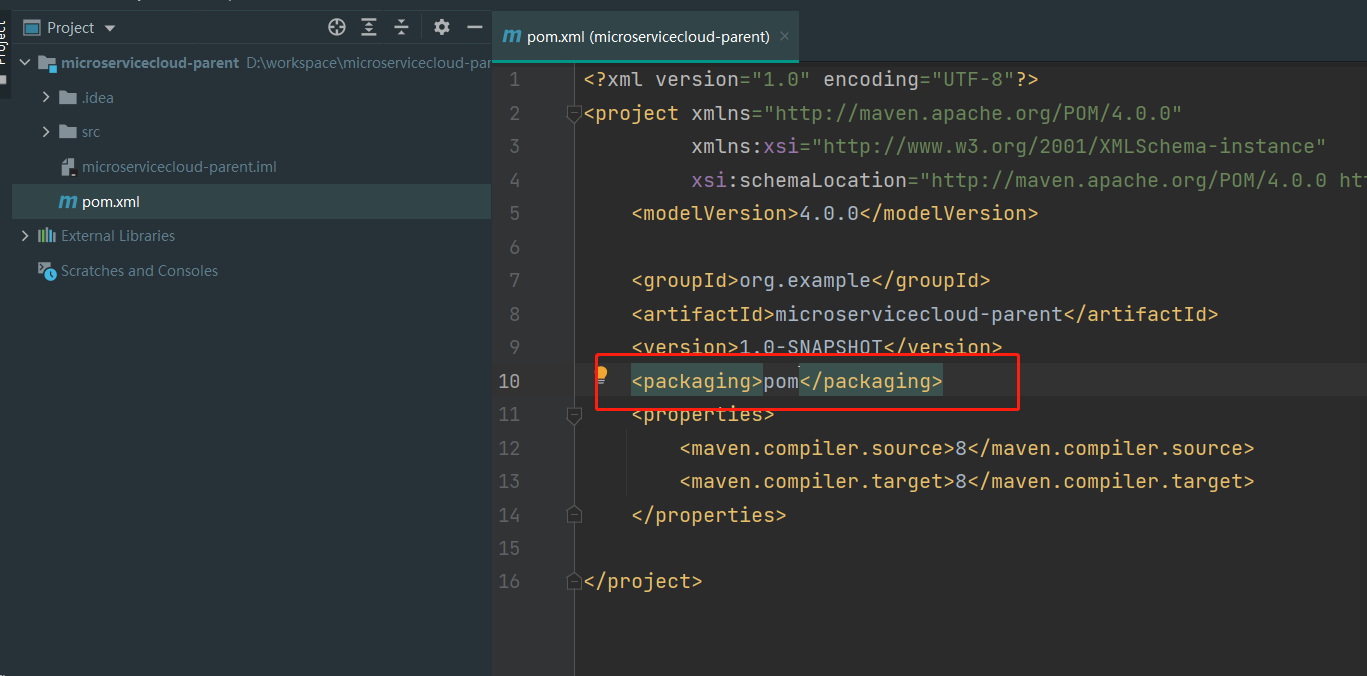 Project
Project
microservicecloud-parent D:\workspace\microservicecloud-par
.idea
src
microservicecloud-parent.iml
pom.xml
External Libraries
Scratches and Consoles
pom.xml (microservicecloud-parent)
1 <?xml version="1.0" encoding="UTF-8"?>
2 <project xmlns="http://maven.apache.org/POM/4.0.0"
3 xmlns:xsi="http://www.w3.org/2001/XMLSchema-instance"
4 xsi:schemaLocation="http://maven.apache.org/POM/4.0.0 ht
5 <modelVersion>4.0.0</modelVersion>
6
7 <groupId>org.example</groupId>
8 <artifactId>microservicecloud-parent</artifactId>
9 <version>1.0-SNAPSHOT</version>
10 <packaging>pom</packaging>
11 <properties>
12 <maven.compiler.source>8</maven.compiler.source>
13 <maven.compiler.target>8</maven.compiler.target>
14 </properties>
15
16 </project>